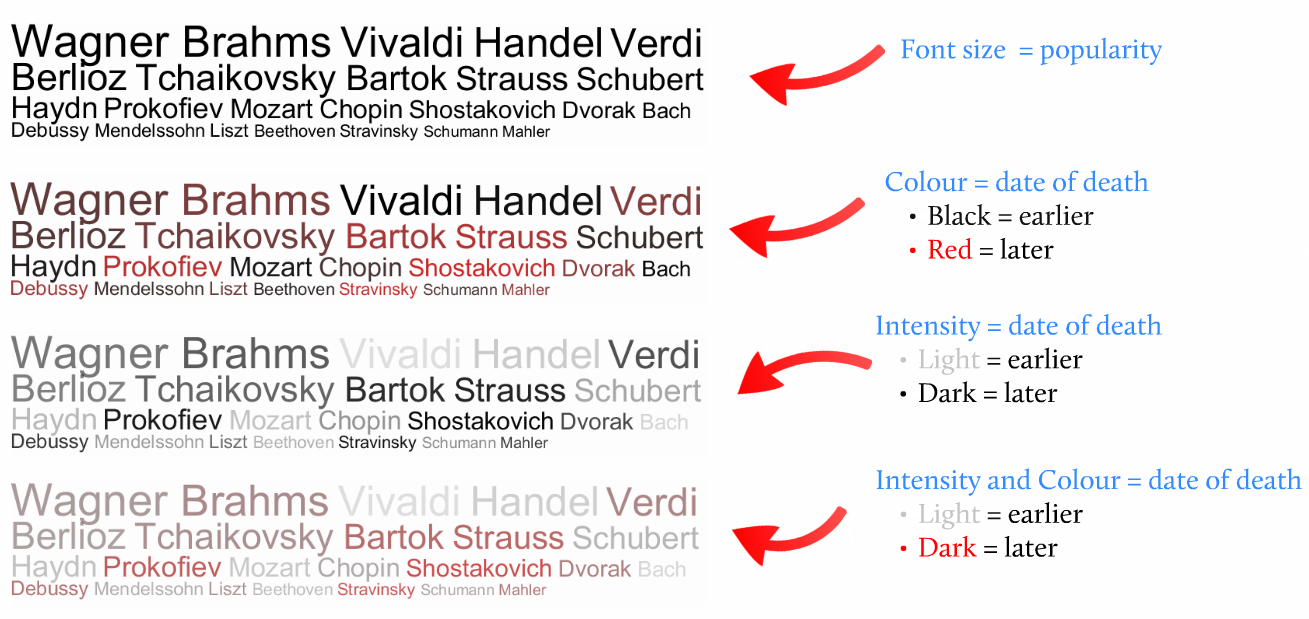 Wagner Brahms Vivaldi Handel Verdi
Berlioz Tchaikovsky Bartok Strauss Schubert
Haydn Prokofiev Mozart Chopin Shostakovich Dvorak Bach
Debussy Mendelssohn Liszt Beethoven Stravinsky Schumann Mahler
Font size = popularity
Wagner Brahms Vivaldi Handel Verdi
Berlioz Tchaikovsky Bartok Strauss Schubert
Haydn Prokofiev Mozart Chopin Shostakovich Dvorak Bach
Debussy Mendelssohn Liszt Beethoven Stravinsky Schumann Mahler
Colour = date of death
• Black = earlier
• Red = later
Wagner Brahms Vivaldi Handel Verdi
Berlioz Tchaikovsky Bartok Strauss Schubert
Haydn Prokofiev Mozart Chopin Shostakovich Dvorak Bach
Debussy Mendelssohn Liszt Beethoven Stravinsky Schumann Mahler
Intensity = date of death
• Light = earlier
• Dark = later
Wagner Brahms Vivaldi Handel Verdi
Berlioz Tchaikovsky Bartok Strauss Schubert
Haydn Prokofiev Mozart Chopin Shostakovich Dvorak Bach
Debussy Mendelssohn Liszt Beethoven Stravinsky Schumann Mahler
Intensity and Colour = date of death
• Light = earlier
• Dark = later